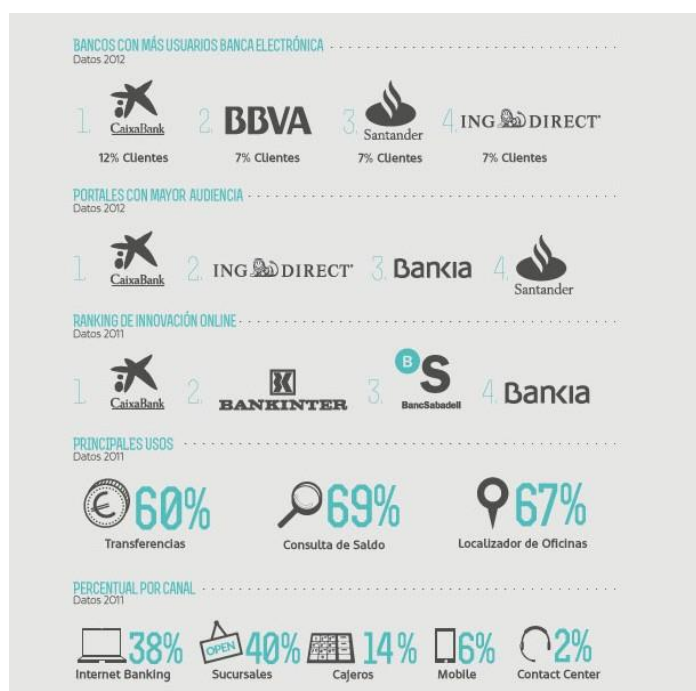 BANCOS CON MÁS USUARIOS BANCA ELECTRÓNICA
Datos 2012
1. CaixaBank 2. BBVA 3. Santander 4. ING DIRECT
12% Clientes 7% Clientes 7% Clientes 7% Clientes
PORTALES CON MAYOR AUDIENCIA
Datos 2012
1. CaixaBank 2. ING DIRECT 3. Bankia 4. Santander
RANKING DE INNOVACIÓN ONLINE
Datos 2011
1. CaixaBank 2. BANKINTER 3. B S BancSabadell 4. Bankia
PRINCIPALES USOS
Datos 2011
€ 60% 69% 67%
Transferencias Consulta de Saldo Localizador de Oficinas
PERCENTUAL POR CANAL
Datos 2011
38% OPEN 40% 14% 6% 2%
Internet Banking Sucursales Cajeros Mobile Contact Center